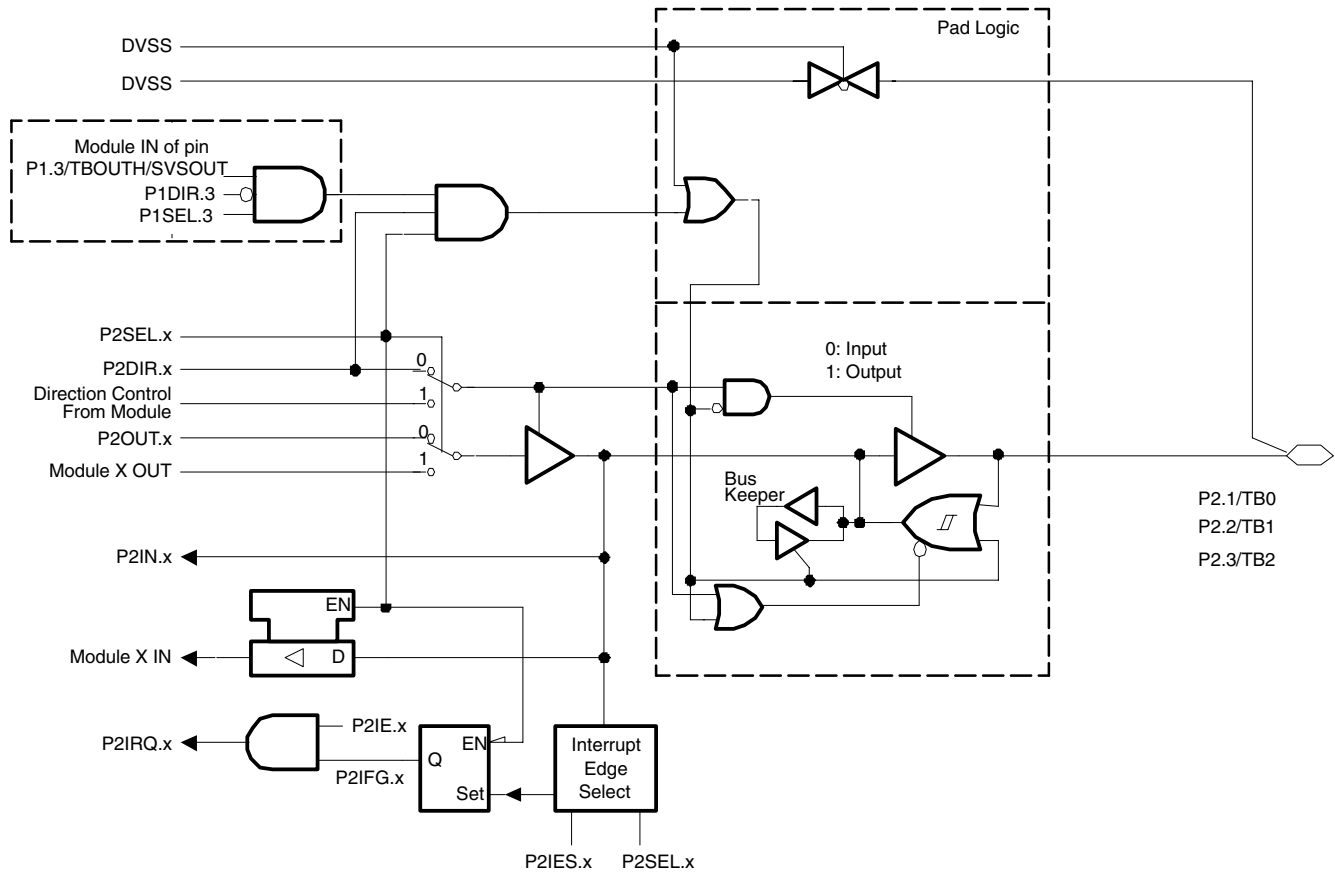 Pad Logic
DVSS
DVSS
Module IN of pin
P1.3/TBOUTH/SVSOUT
P1DIR.3
P1SEL.3
P2SEL.x
P2DIR.x
0
Direction Control
From Module
1
P2OUT.x
0
Module X OUT
1
0: Input
1: Output
Bus
Keeper
P2.1/TB0
P2.2/TB1
P2.3/TB2
P2IN.x
EN
Module X IN
D
P2IRQ.x
P2IE.x
P2IFG.x
EN
Q
Set
Interrupt
Edge
Select
P2IES.x
P2SEL.x